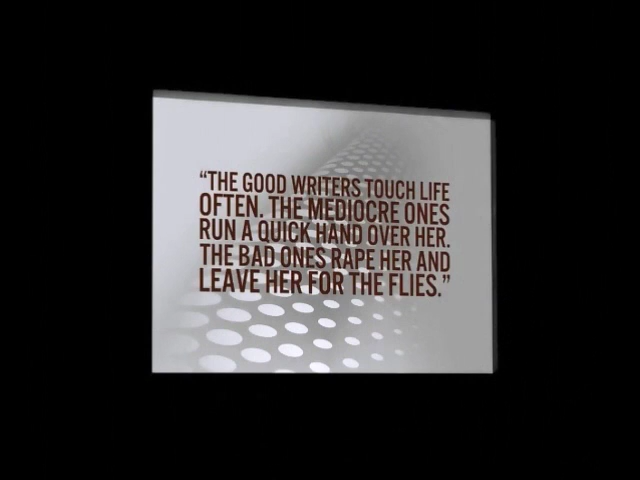 “THE GOOD WRITERS TOUCH LIFE
OFTEN. THE MEDIOCRE ONES
RUN A QUICK HAND OVER HER.
THE BAD ONES RAPE HER AND
LEAVE HER FOR THE FLIES.”